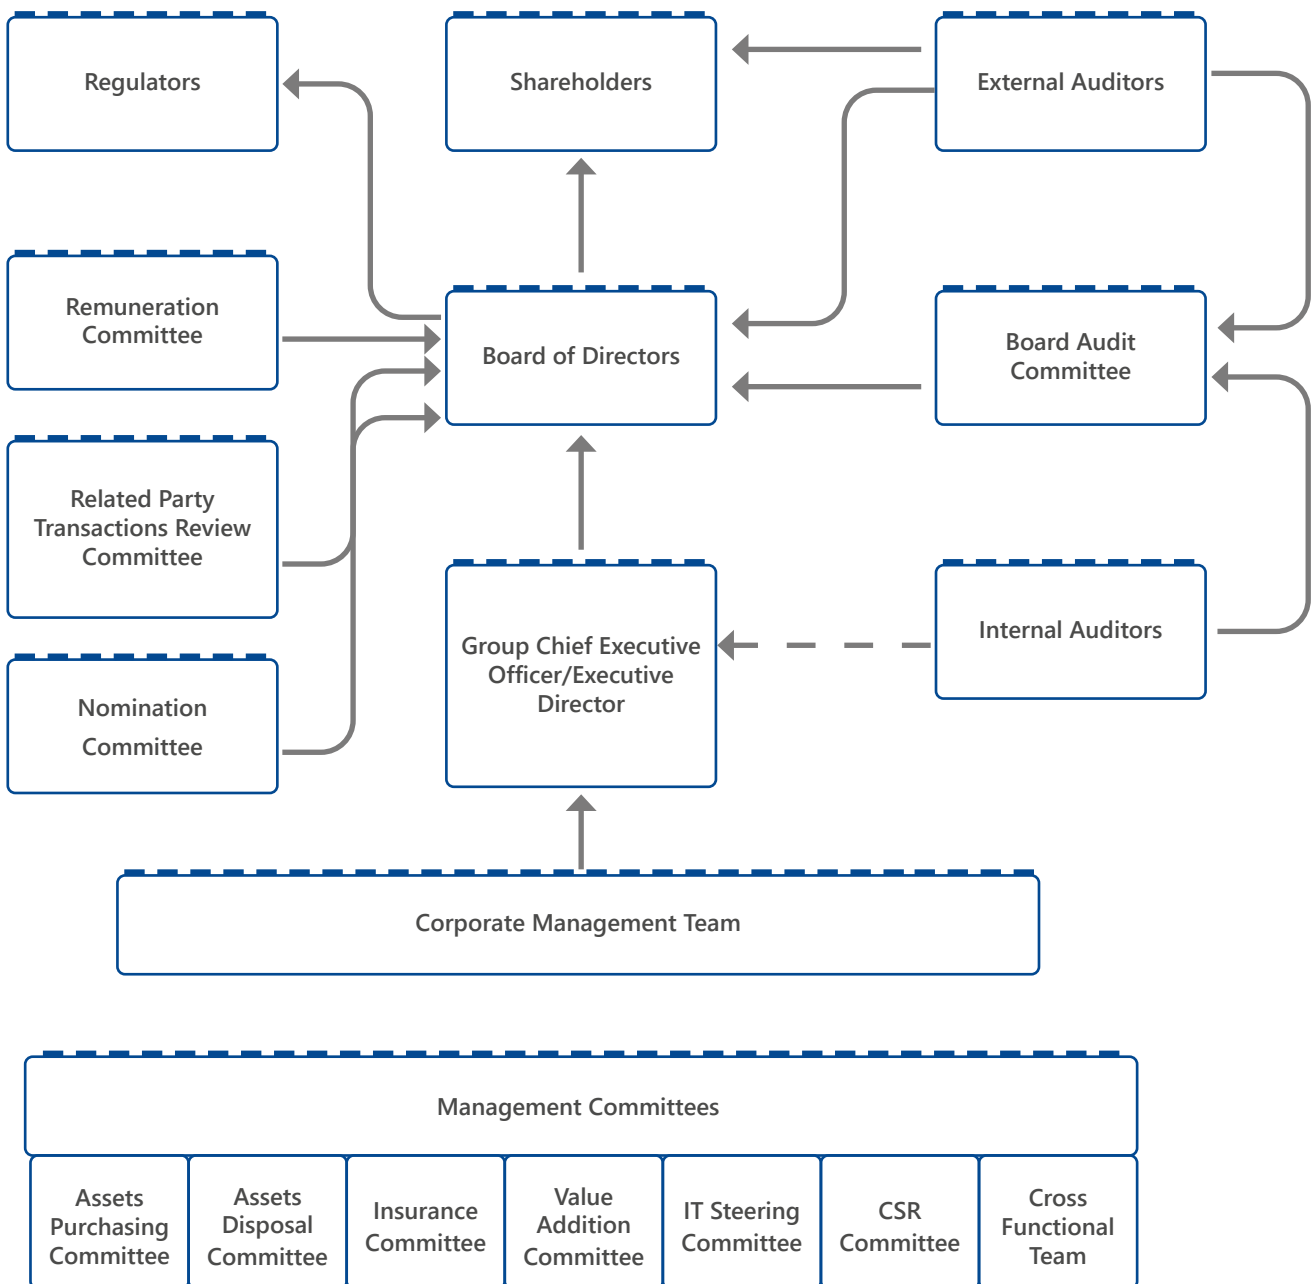 Regulators
Shareholders
External Auditors
Remuneration
Committee
Board of Directors
Board Audit
Committee
Related Party
Transactions Review
Committee
Group Chief Executive
Officer/Executive
Director
Internal Auditors
Nomination
Committee
Corporate Management Team
Management Committees
Assets
Purchasing
Committee
Assets
Disposal
Committee
Insurance
Committee
Value
Addition
Committee
IT Steering
Committee
CSR
Committee
Cross
Functional
Team